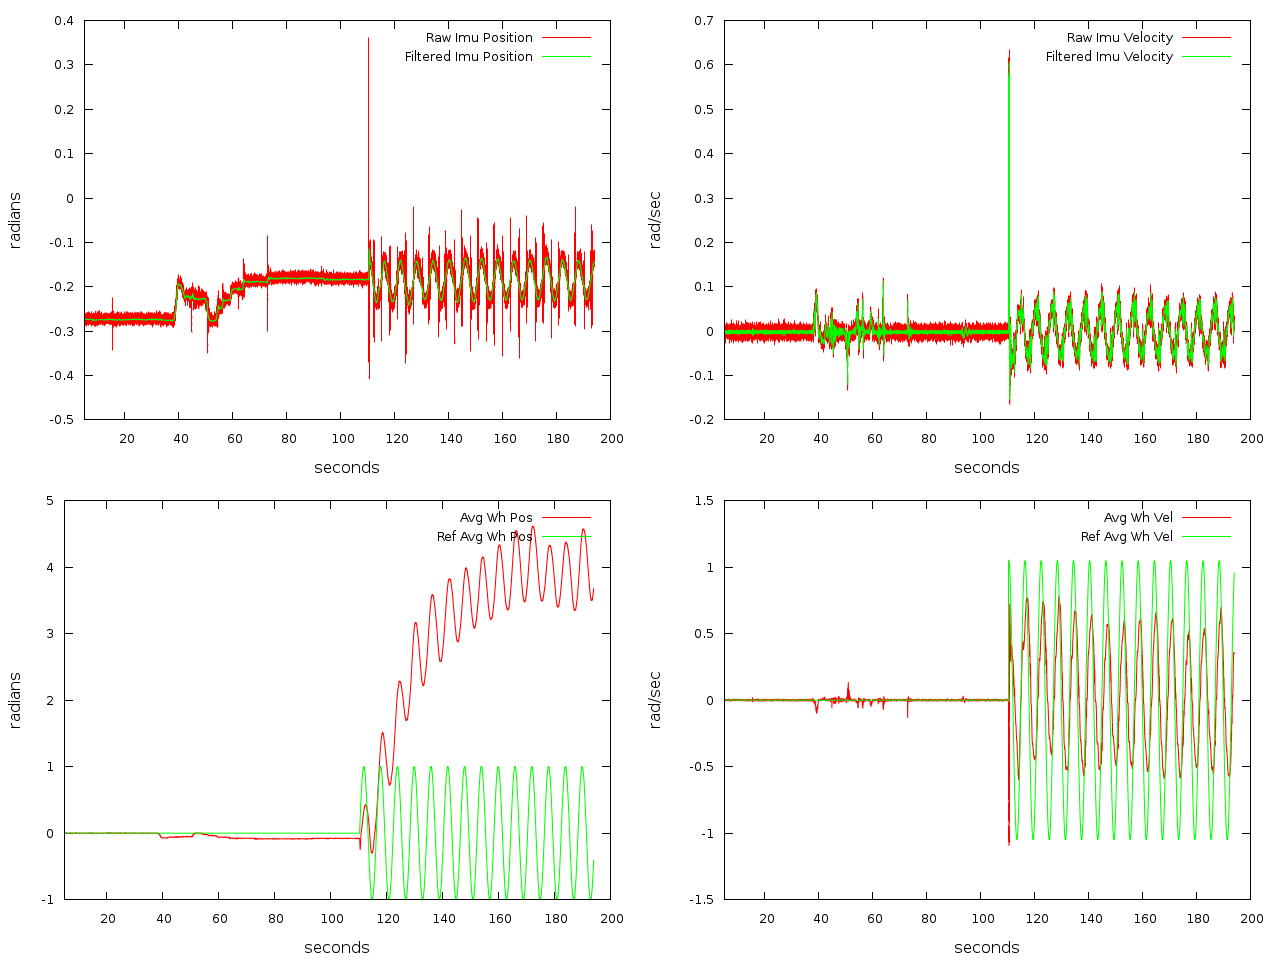 0.4
0.3
0.2
0.1
0
-0.1
-0.2
-0.3
-0.4
-0.5
radians
Raw Imu Position
Filtered Imu Position
20 40 60 80 100 120 140 160 180 200
seconds
0.7
0.6
0.5
0.4
0.3
0.2
0.1
0
-0.1
-0.2
rad/sec
Raw Imu Velocity
Filtered Imu Velocity
20 40 60 80 100 120 140 160 180 200
seconds
5
4
3
2
1
0
-1
radians
Avg Wh Pos
Ref Avg Wh Pos
20 40 60 80 100 120 140 160 180 200
seconds
1.5
1
0.5
0
-0.5
-1
-1.5
rad/sec
Avg Wh Vel
Ref Avg Wh Vel
20 40 60 80 100 120 140 160 180 200
seconds